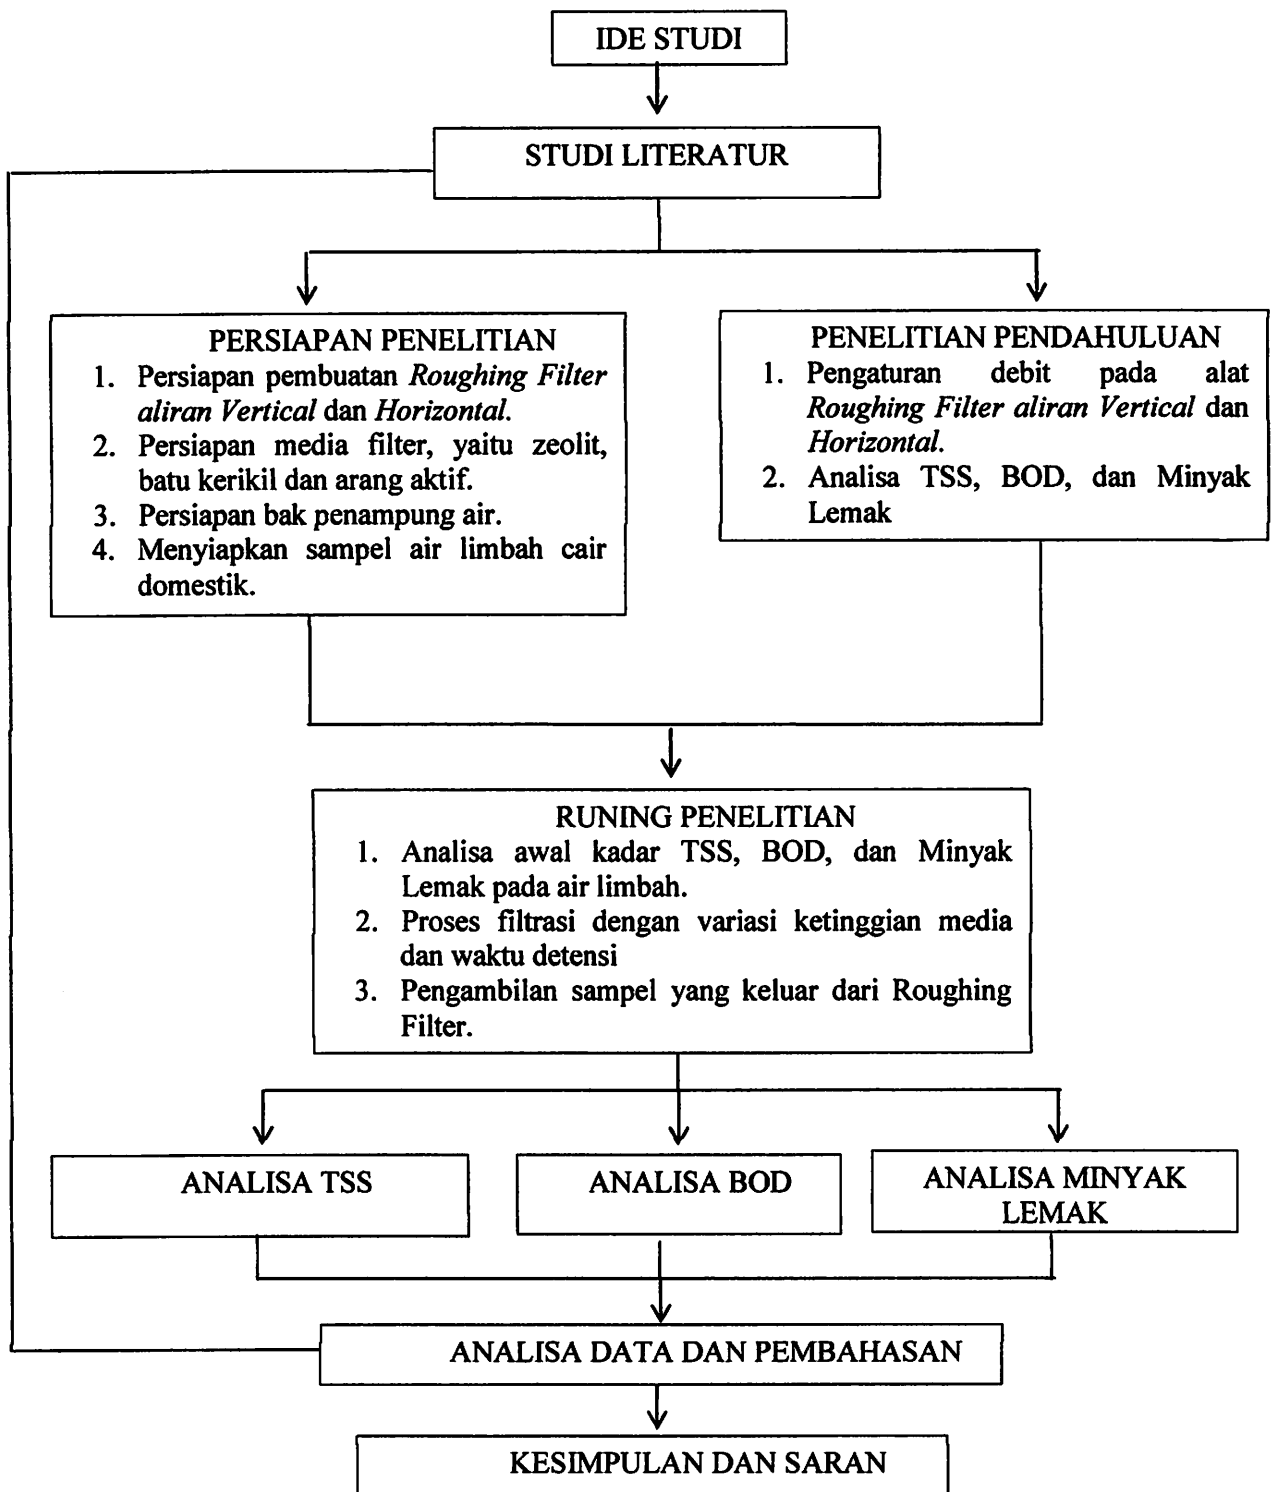 IDE STUDI
STUDI LITERATUR
PERSIAPAN PENELITIAN
1. Persiapan pembuatan Roughing Filter
aliran Vertical dan Horizontal.
2. Persiapan media filter, yaitu zeolit,
batu kerikil dan arang aktif.
3. Persiapan bak penampung air.
4. Menyiapkan sampel air limbah cair
domestik.
PENELITIAN PENDAHULUAN
1. Pengaturan debit pada alat
Roughing Filter aliran Vertical dan
Horizontal.
2. Analisa TSS, BOD, dan Minyak
Lemak
RUNING PENELITIAN
1. Analisa awal kadar TSS, BOD, dan Minyak
Lemak pada air limbah.
2. Proses filtrasi dengan variasi ketinggian media
dan waktu detensi
3. Pengambilan sampel yang keluar dari Roughing
Filter.
ANALISA TSS
ANALISA BOD
ANALISA MINYAK
LEMAK
ANALISA DATA DAN PEMBAHASAN
KESIMPULAN DAN SARAN